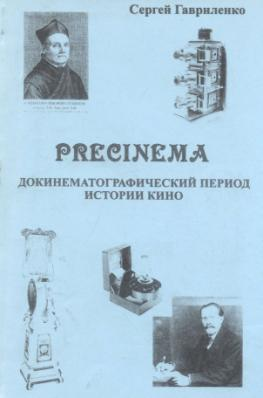 Сергей Гавриленко
PRECINEMA
ДОКИНЕМАТОГРАФИЧЕСКИЙ ПЕРИОД
ИСТОРИИ КИНО